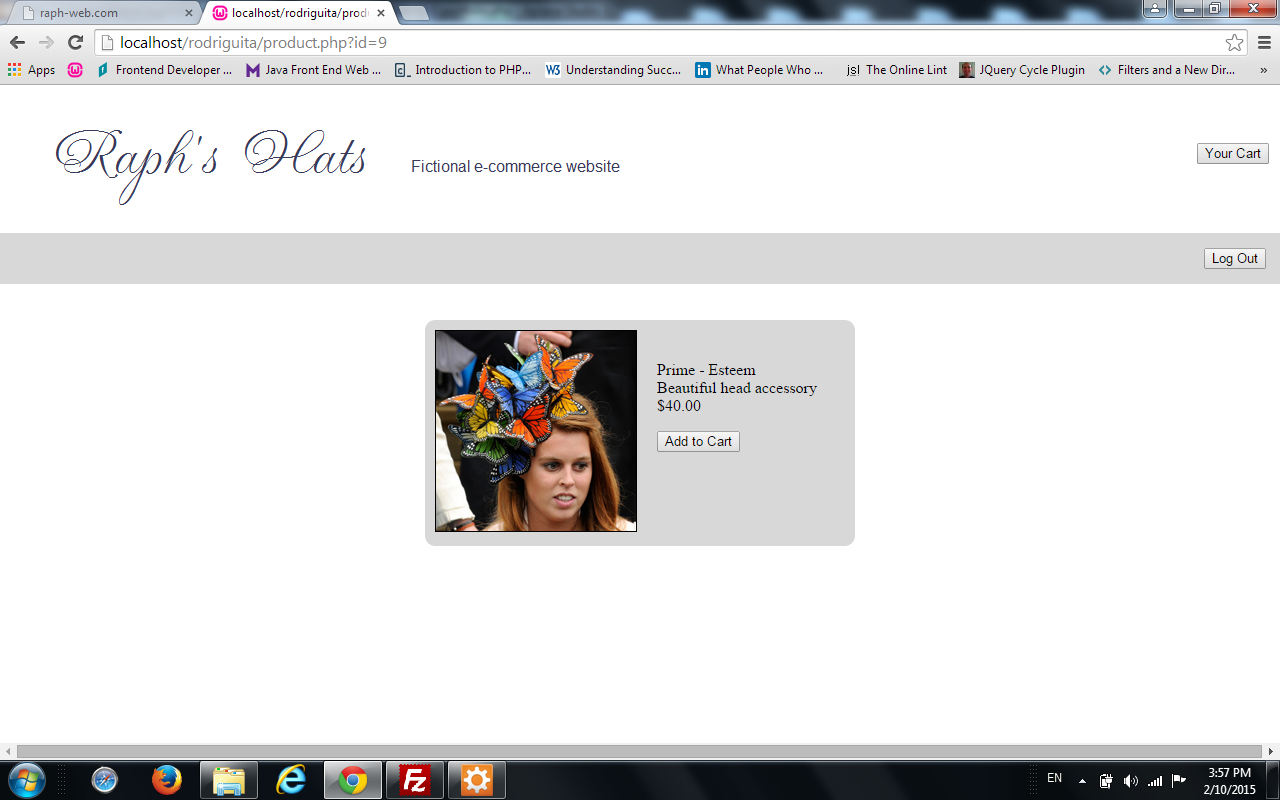 raph-web.com
localhost/rodriguita/prod
localhost/rodriguita/product.php?id=9
Apps
Frontend Developer ...
Java Front End Web ...
Introduction to PHP...
Understanding Succ...
What People Who ...
The Online Lint
JQuery Cycle Plugin
Filters and a New Dir...
»
Raph's Hats
Fictional e-commerce website
Your Cart
Log Out
Prime - Esteem
Beautiful head accessory
$40.00
Add to Cart
EN
3:57 PM
2/10/2015